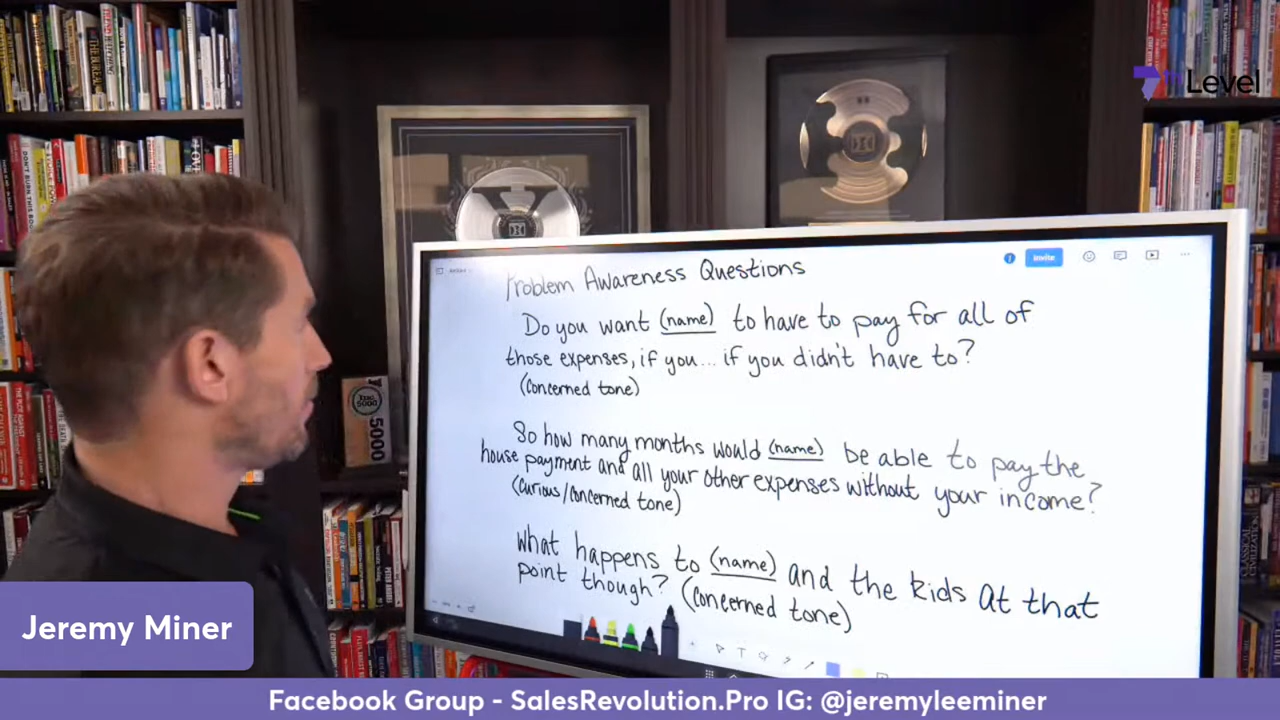 Level
Problem Awareness Questions
Invite
Do you want (name) to have to pay for all of
those expenses, if you... if you didn't have to?
(Concerned tone)
So how many months would (name) be able to pay the
house payment and all your other expenses without your income?
(Curious/Concerned tone)
What happens to (name) and the kids at that
point though? (Concerned tone)
5000
Jeremy Miner
Facebook Group - SalesRevolution.Pro IG: @jeremyleeminer